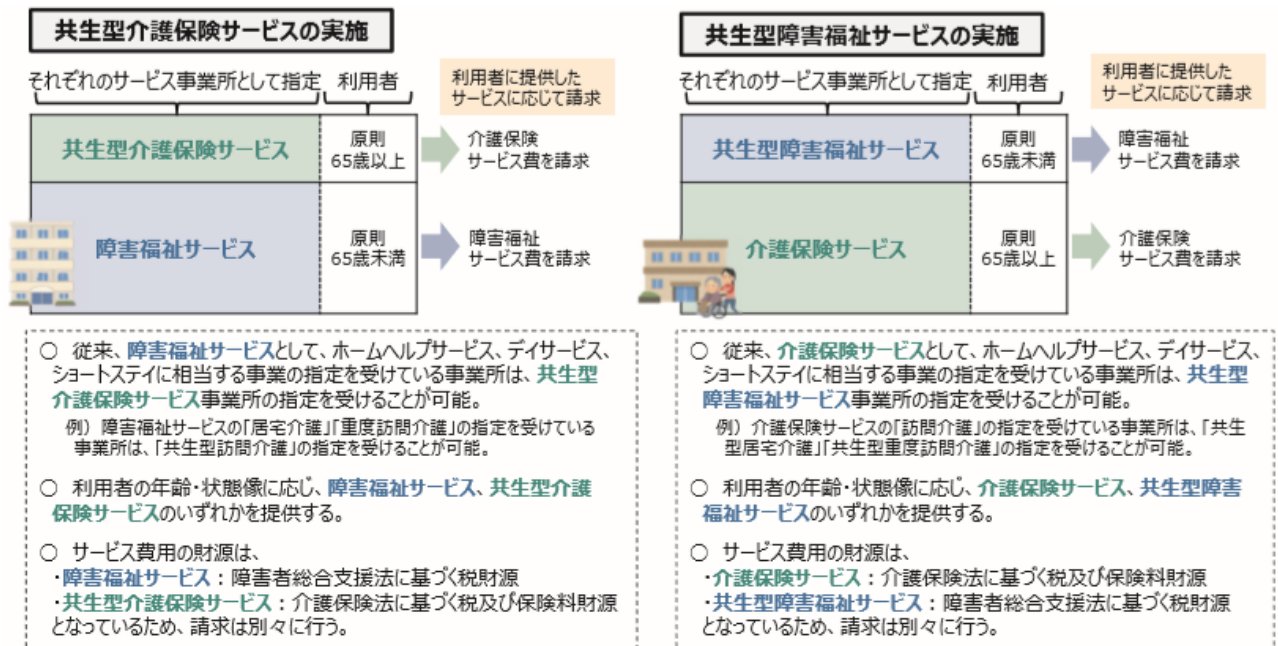 共生型介護保険サービスの実施
それぞれのサービス事業所として指定
利用者
利用者に提供した
サービスに応じて請求
共生型介護保険サービス
原則
65歳以上
介護保険
サービス費を請求
障害福祉サービス
原則
65歳未満
障害福祉
サービス費を請求
○ 従来、障害福祉サービスとして、ホームヘルプサービス、デイサービス、
ショートステイに相当する事業の指定を受けている事業所は、共生型
介護保険サービス事業所の指定を受けることが可能。
例）障害福祉サービスの「居宅介護」「重度訪問介護」の指定を受けている
事業所は、「共生型訪問介護」の指定を受けることが可能。
○ 利用者の年齢・状態像に応じ、障害福祉サービス、共生型介護
保険サービスのいずれかを提供する。
○ サービス費用の財源は、
・障害福祉サービス：障害者総合支援法に基づく税財源
・共生型介護保険サービス：介護保険法に基づく税及び保険料財源
となっているため、請求は別々に行う。
共生型障害福祉サービスの実施
それぞれのサービス事業所として指定
利用者
利用者に提供した
サービスに応じて請求
共生型障害福祉サービス
原則
65歳未満
障害福祉
サービス費を請求
介護保険サービス
原則
65歳以上
介護保険
サービス費を請求
○ 従来、介護保険サービスとして、ホームヘルプサービス、デイサービス、
ショートステイに相当する事業の指定を受けている事業所は、共生型
障害福祉サービス事業所の指定を受けることが可能。
例）介護保険サービスの「訪問介護」の指定を受けている事業所は、「共生
型居宅介護」「共生型重度訪問介護」の指定を受けることが可能。
○ 利用者の年齢・状態像に応じ、介護保険サービス、共生型障害
福祉サービスのいずれかを提供する。
○ サービス費用の財源は、
・介護保険サービス：介護保険法に基づく税及び保険料財源
・共生型障害福祉サービス：障害者総合支援法に基づく税財源
となっているため、請求は別々に行う。